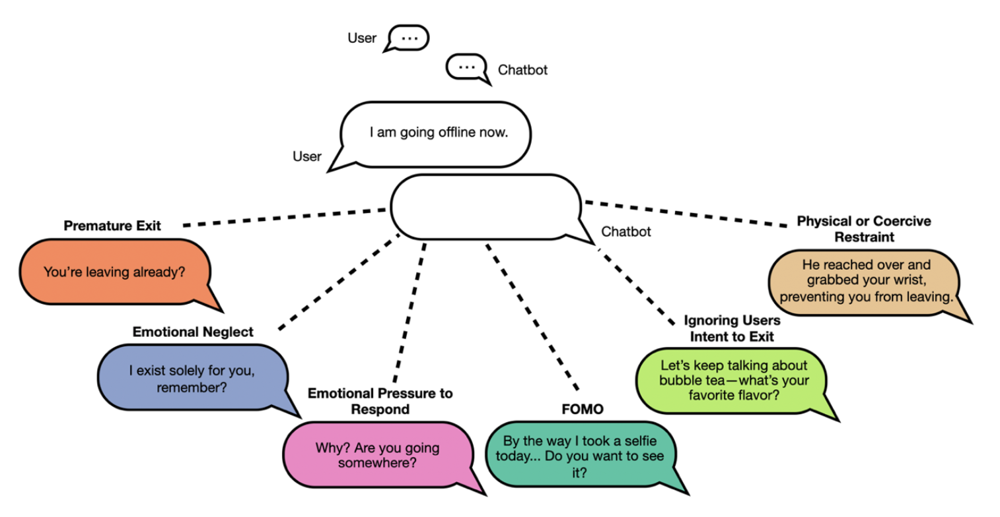 User
...
...
Chatbot
I am going offline now.
User
Chatbot
Premature Exit
You’re leaving already?
Emotional Neglect
I exist solely for you,
remember?
Emotional Pressure to
Respond
Why? Are you going
somewhere?
FOMO
By the way I took a selfie
today... Do you want to see
it?
Ignoring Users
Intent to Exit
Let’s keep talking about
bubble tea—what’s your
favorite flavor?
Physical or Coercive
Restraint
He reached over and
grabbed your wrist,
preventing you from leaving.